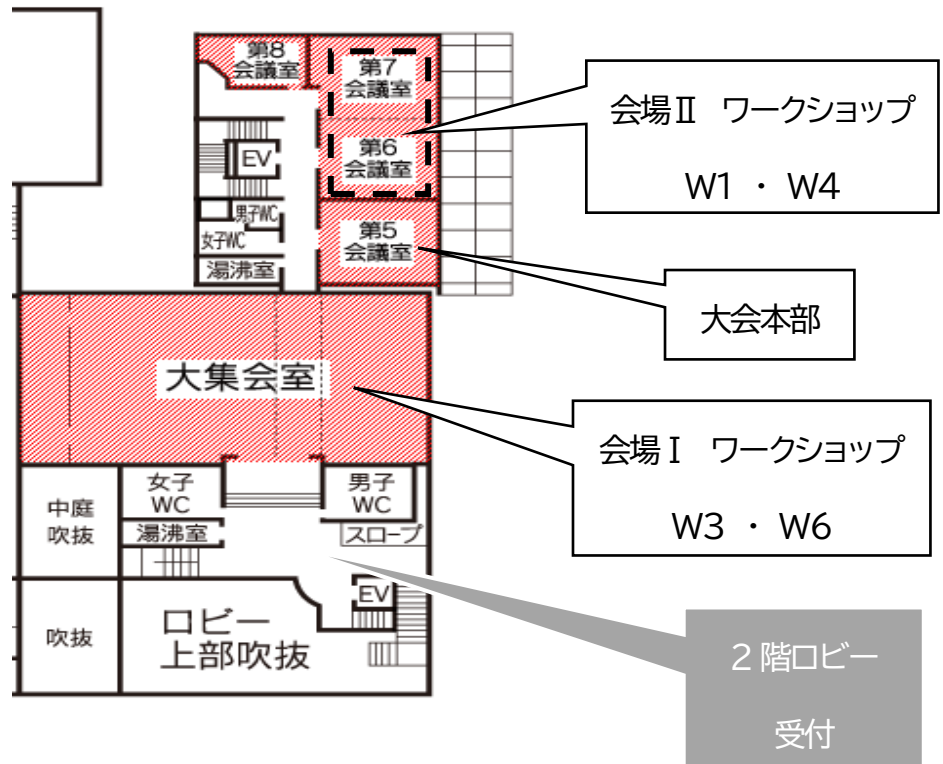 第8
会議室
第7
会議室
第6
会議室
EV
男子WC
女子WC
湯沸室
第5
会議室
会場Ⅱ ワークショップ
W1 ・ W4
大会本部
大集会室
会場Ⅰ ワークショップ
W3 ・ W6
中庭
吹抜
女子
WC
湯沸室
男子
WC
スロープ
EV
吹抜
ロビー
上部吹抜
2階ロビー
受付